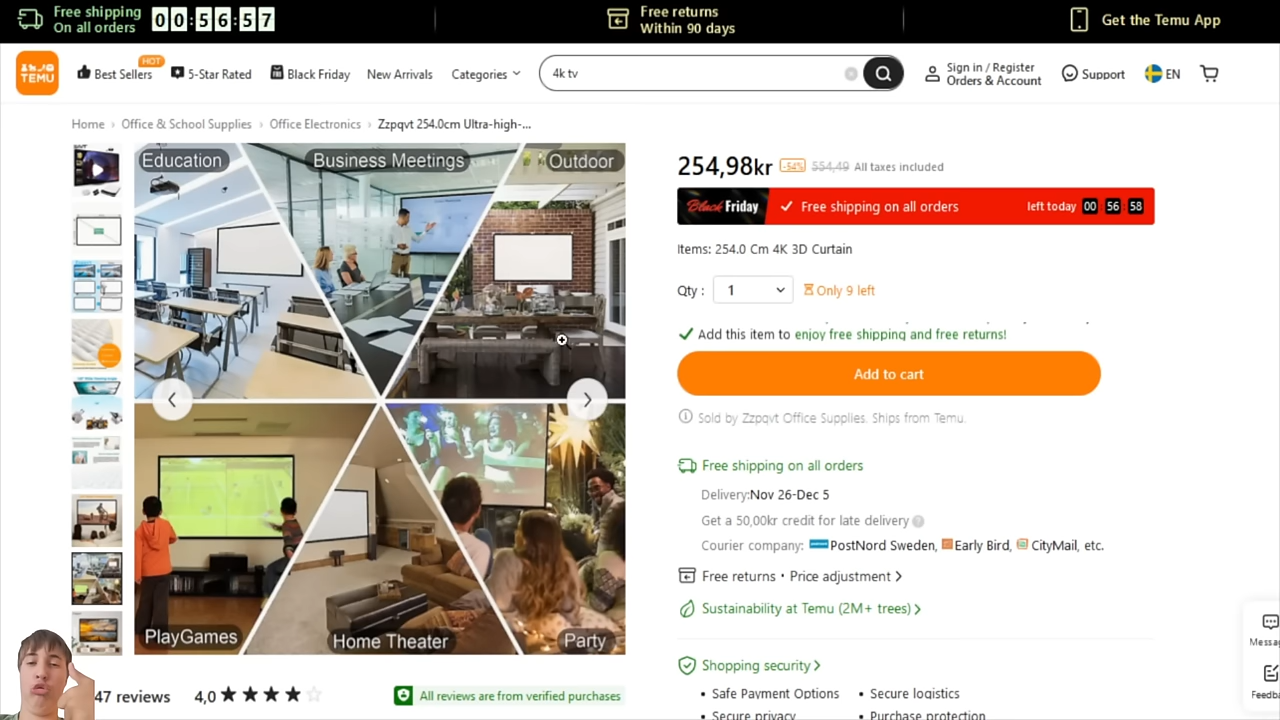 Free shipping
On all orders
00:56:57
Free returns
Within 90 days
Get the Temu App
TEMU
Best Sellers
HOT
5-Star Rated
Black Friday
New Arrivals
Categories
4k tv
Sign in / Register
Orders & Account
Support
EN
Home › Office & School Supplies › Office Electronics › Zzpqvt 254.0cm Ultra-high-...
Education
Business Meetings
Outdoor
PlayGames
Home Theater
Party
254,98kr -54% 554,49 All taxes included
Black Friday Free shipping on all orders left today 00 56 58
Items: 254.0 Cm 4K 3D Curtain
Qty : 1 Only 9 left
Add this item to enjoy free shipping and free returns!
Add to cart
Sold by Zzpqvt Office Supplies. Ships from Temu.
Free shipping on all orders
Delivery:Nov 26-Dec 5
Get a 50,00kr credit for late delivery
Courier company: PostNord Sweden, Early Bird, CityMail, etc.
Free returns · Price adjustment
Sustainability at Temu (2M+ trees)
Shopping security
• Safe Payment Options • Secure logistics
• Secure privacy • Purchase protection
47 reviews 4,0
All reviews are from verified purchases